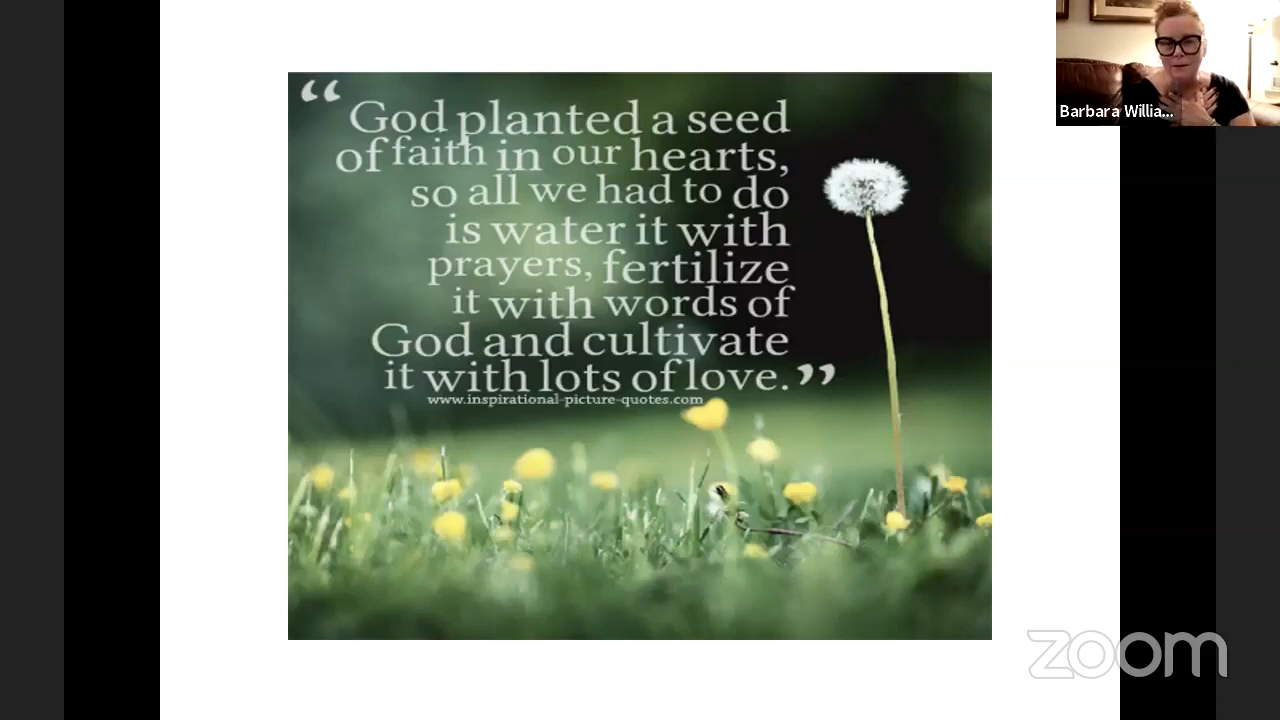 “ God planted a seed
of faith in our hearts,
so all we had to do
is water it with
prayers, fertilize
it with words of
God and cultivate
it with lots of love. ”
www.inspirational-picture-quotes.com
Barbara Willia...
zoom